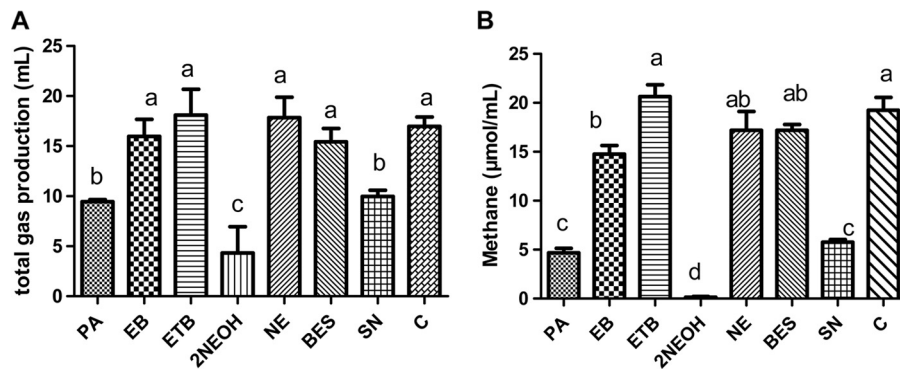 A
total gas production (mL)
25
20
15
10
5
0
b
a
a
c
a
a
b
a
PA
EB
ETB
2NEOH
NE
BES
SN
C
B
Methane (µmol/mL)
25
20
15
10
5
0
c
b
a
d
ab
ab
c
a
PA
EB
ETB
2NEOH
NE
BES
SN
C